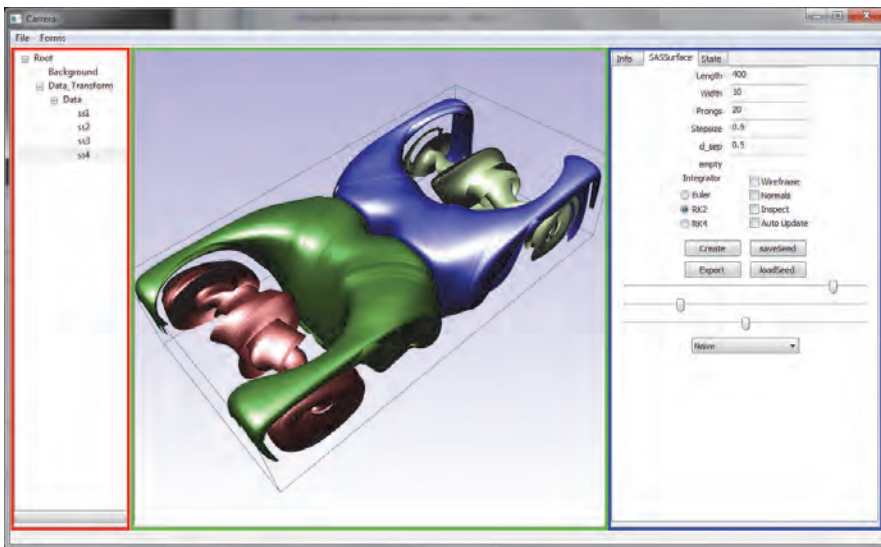 Carrera
File Forms
Root
Background
Data_Transform
Data
ss1
ss2
ss3
ss4
Info SASSurface State
Length 400
Width 10
Prongs 20
Stepsize 0.5
d_sep 0.5
empty
Integrator
Wireframe
Euler
Normals
RK2
Inspect
RK4
Auto Update
Create saveSeed
Export loadSeed
Naive